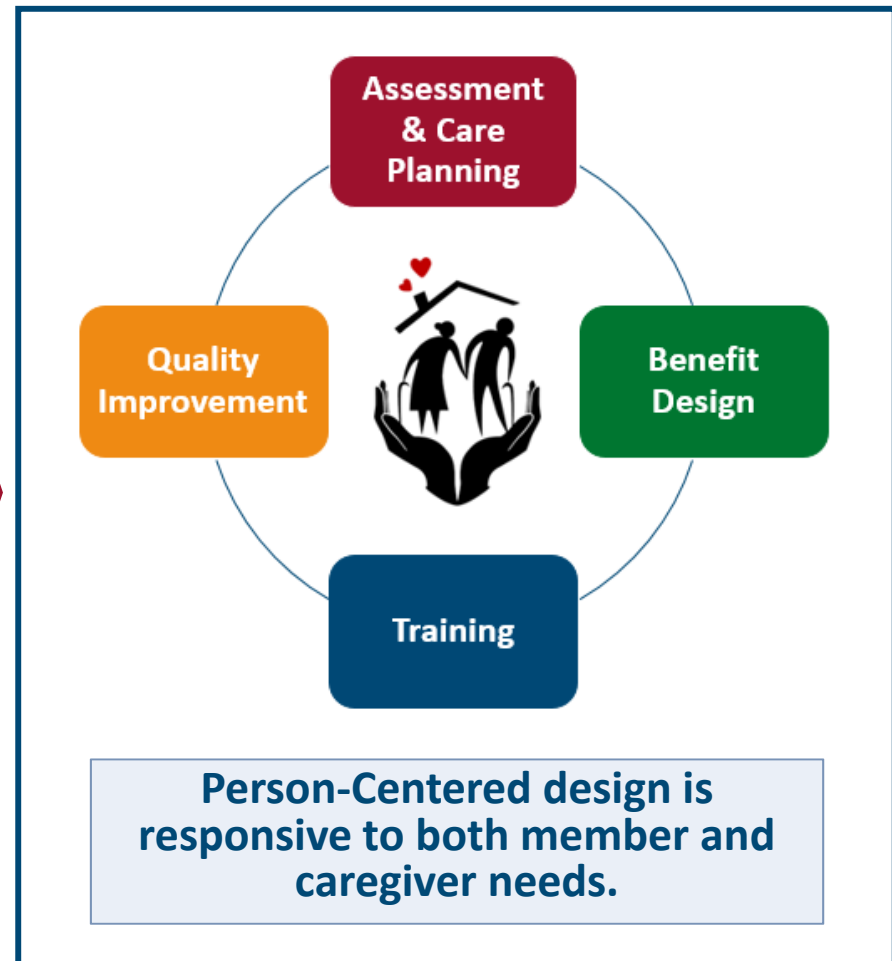 Assessment
& Care
Planning
Quality
Improvement
Benefit
Design
Training
Person-Centered design is
responsive to both member and
caregiver needs.